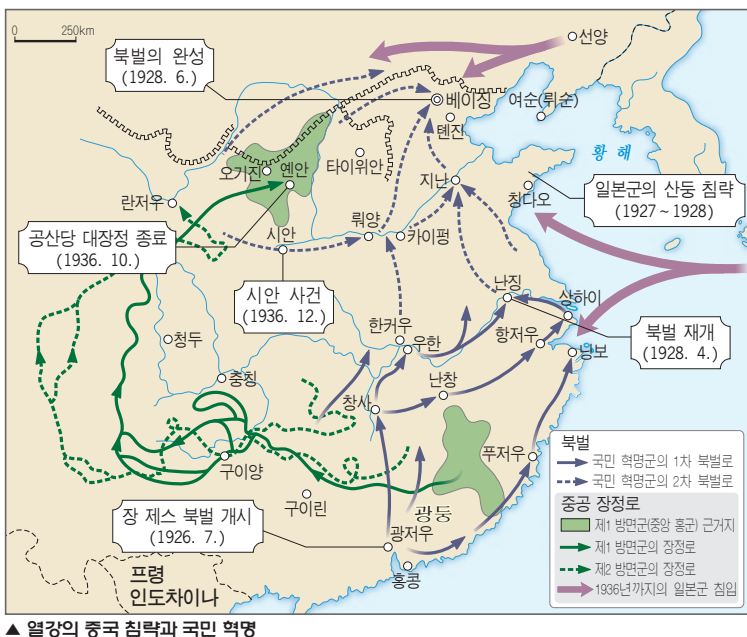 0 250km
선양
북벌의 완성
(1928. 6.)
베이징
여순(뤼순)
톈진
황해
오기진
옌안
타이위안
지난
칭다오
일본군의 산둥 침략
(1927~1928)
란저우
뤄양
카이펑
공산당 대장정 종료
(1936. 10.)
시안
시안 사건
(1936. 12.)
난징
상하이
한커우
우한
항저우
닝보
북벌 재개
(1928. 4.)
청두
충칭
난창
창사
푸저우
구이양
구이린
광둥
장 제스 북벌 개시
(1926. 7.)
광저우
홍콩
프령
인도차이나
북벌
국민 혁명군의 1차 북벌로
국민 혁명군의 2차 북벌로
중공 장정로
제1 방면군(중앙 홍군) 근거지
제1 방면군의 장정로
제2 방면군의 장정로
1936년까지의 일본군 침입
▲ 열강의 중국 침략과 국민 혁명